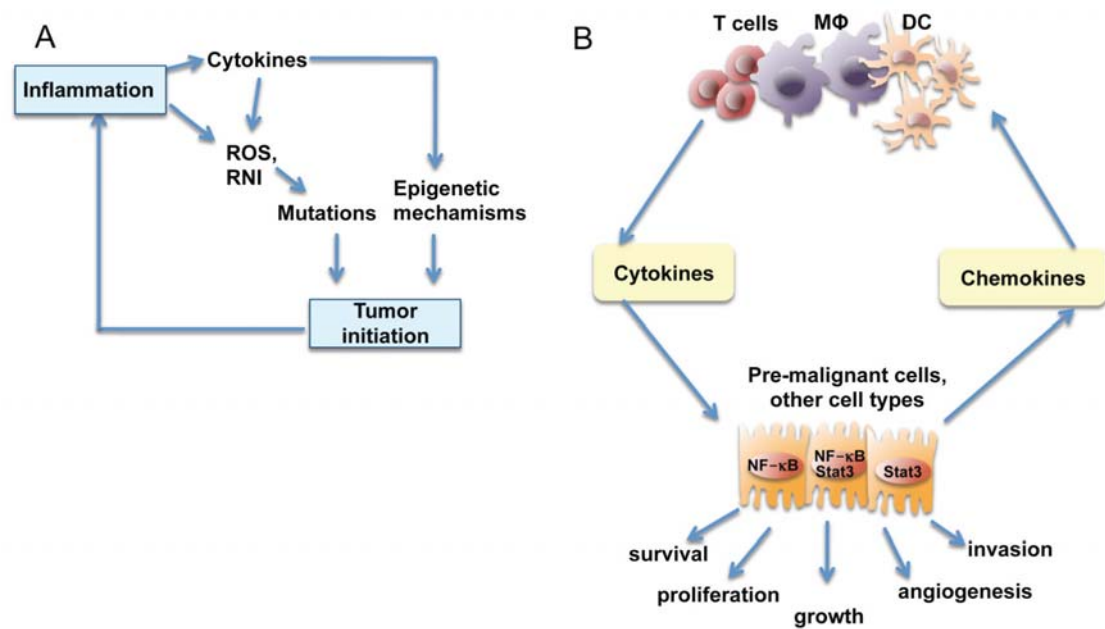 A
Inflammation
Cytokines
ROS,
RNI
Mutations
Epigenetic
mechamisms
Tumor
initiation
B
T cells
MΦ
DC
Cytokines
Chemokines
Pre-malignant cells,
other cell types
NF-κB
NF-κB
Stat3
Stat3
survival
proliferation
growth
angiogenesis
invasion